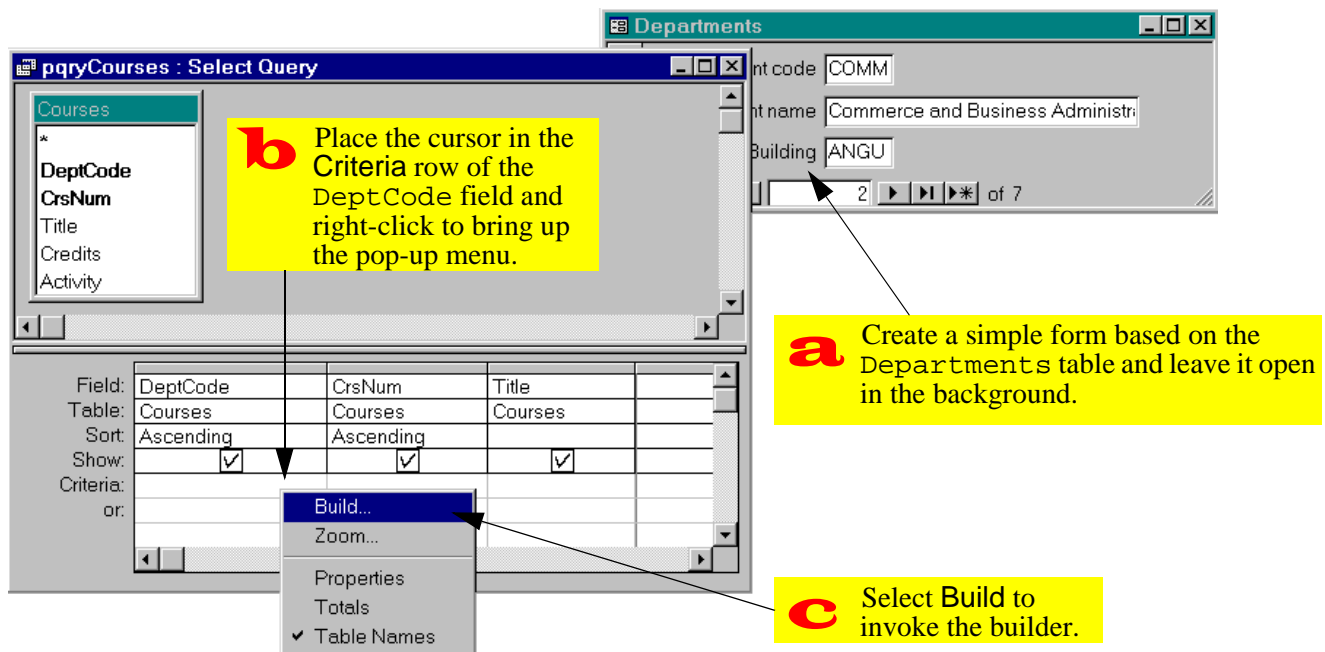 Departments
nt code COMM
nt name Commerce and Business Administr
Building ANGU
2 of 7
pqryCourses : Select Query
Courses
*
DeptCode
CrsNum
Title
Credits
Activity
b Place the cursor in the
Criteria row of the
DeptCode field and
right-click to bring up
the pop-up menu.
a Create a simple form based on the
Departments table and leave it open
in the background.
Field: DeptCode CrsNum Title
Table: Courses Courses Courses
Sort: Ascending Ascending
Show:
Criteria:
or:
Build...
Zoom...
Properties
Totals
Table Names
c Select Build to
invoke the builder.